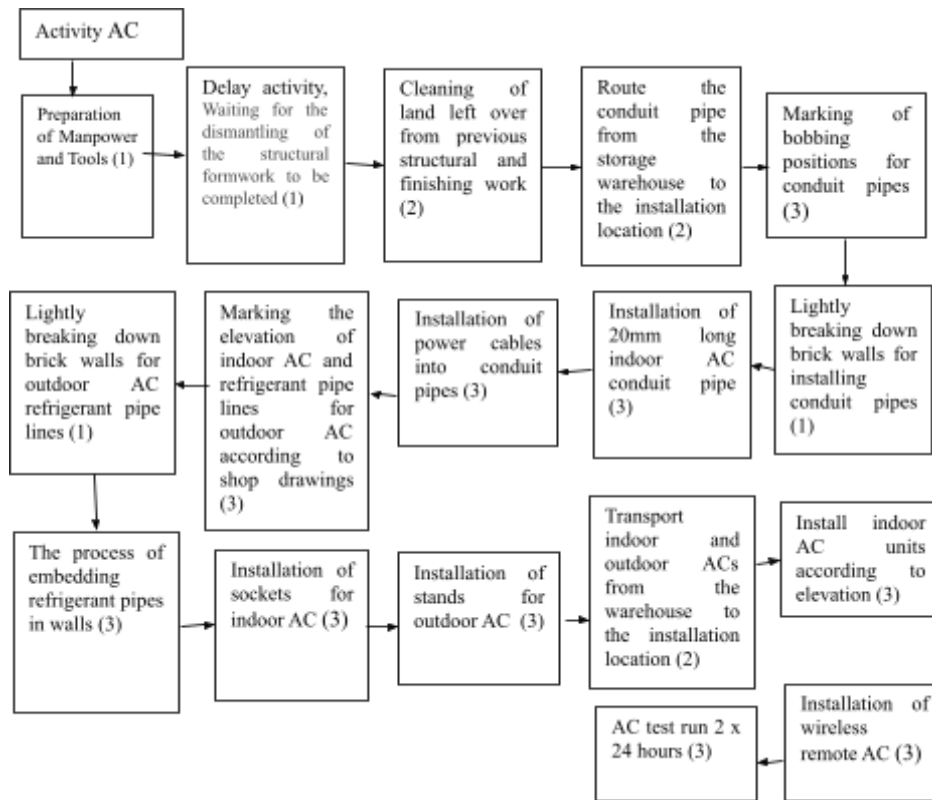 Activity AC
Preparation
of Manpower
and Tools (1)
Delay activity,
Waiting for the
dismantling of
the structural
formwork to be
completed (1)
Cleaning of
land left over
from previous
structural and
finishing work
(2)
Route the
conduit pipe
from the
storage
warehouse to
the installation
location (2)
Marking of
bobbing
positions for
conduit pipes
(3)
Lightly
breaking down
brick walls for
installing
conduit pipes (1)
Installation of
20mm long
indoor AC
conduit pipe
(3)
Installation of
power cables
into conduit
pipes (3)
Marking the
elevation of
indoor AC and
refrigerant pipe
lines for
outdoor AC
according to
shop drawings
(3)
Lightly
breaking down
brick walls for
outdoor AC
refrigerant pipe
lines (1)
The process of
embedding
refrigerant pipes
in walls (3)
Installation of
sockets for
indoor AC (3)
Installation of
stands for
outdoor AC (3)
Transport
indoor and
outdoor ACs
from the
warehouse to
the installation
location (2)
Install indoor
AC units
according to
elevation (3)
Installation of
wireless
remote AC (3)
AC test run 2 x
24 hours (3)